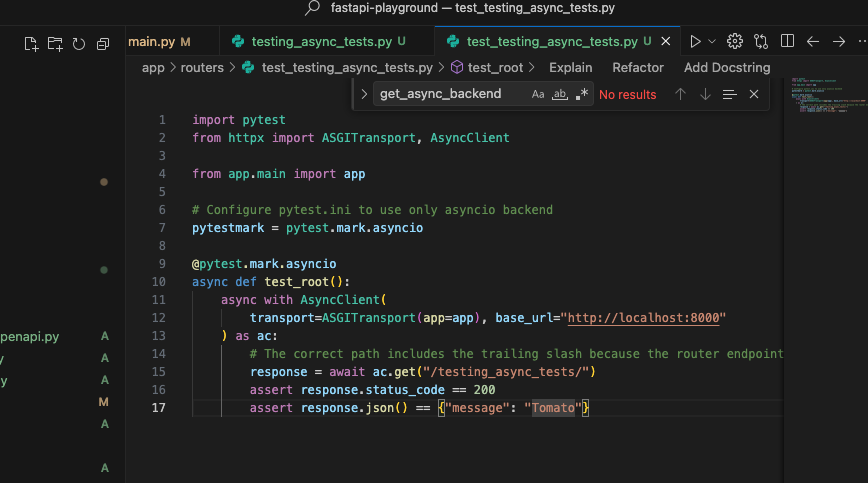 fastapi-playground — test_testing_async_tests.py
main.py M
testing_async_tests.py U
test_testing_async_tests.py U
app > routers > test_testing_async_tests.py > test_root > Explain Refactor Add Docstring
get_async_backend Aa ab .* No results
1 import pytest
2 from httpx import ASGITransport, AsyncClient
3
4 from app.main import app
5
6 # Configure pytest.ini to use only asyncio backend
7 pytestmark = pytest.mark.asyncio
8
9 @pytest.mark.asyncio
10 async def test_root():
11     async with AsyncClient(
12         transport=ASGITransport(app=app), base_url="http://localhost:8000"
13     ) as ac:
14         # The correct path includes the trailing slash because the router endpoint
15         response = await ac.get("/testing_async_tests/")
16         assert response.status_code == 200
17         assert response.json() == {"message": "Tomato"}
penapi.py A
y A
y A
M
A
A